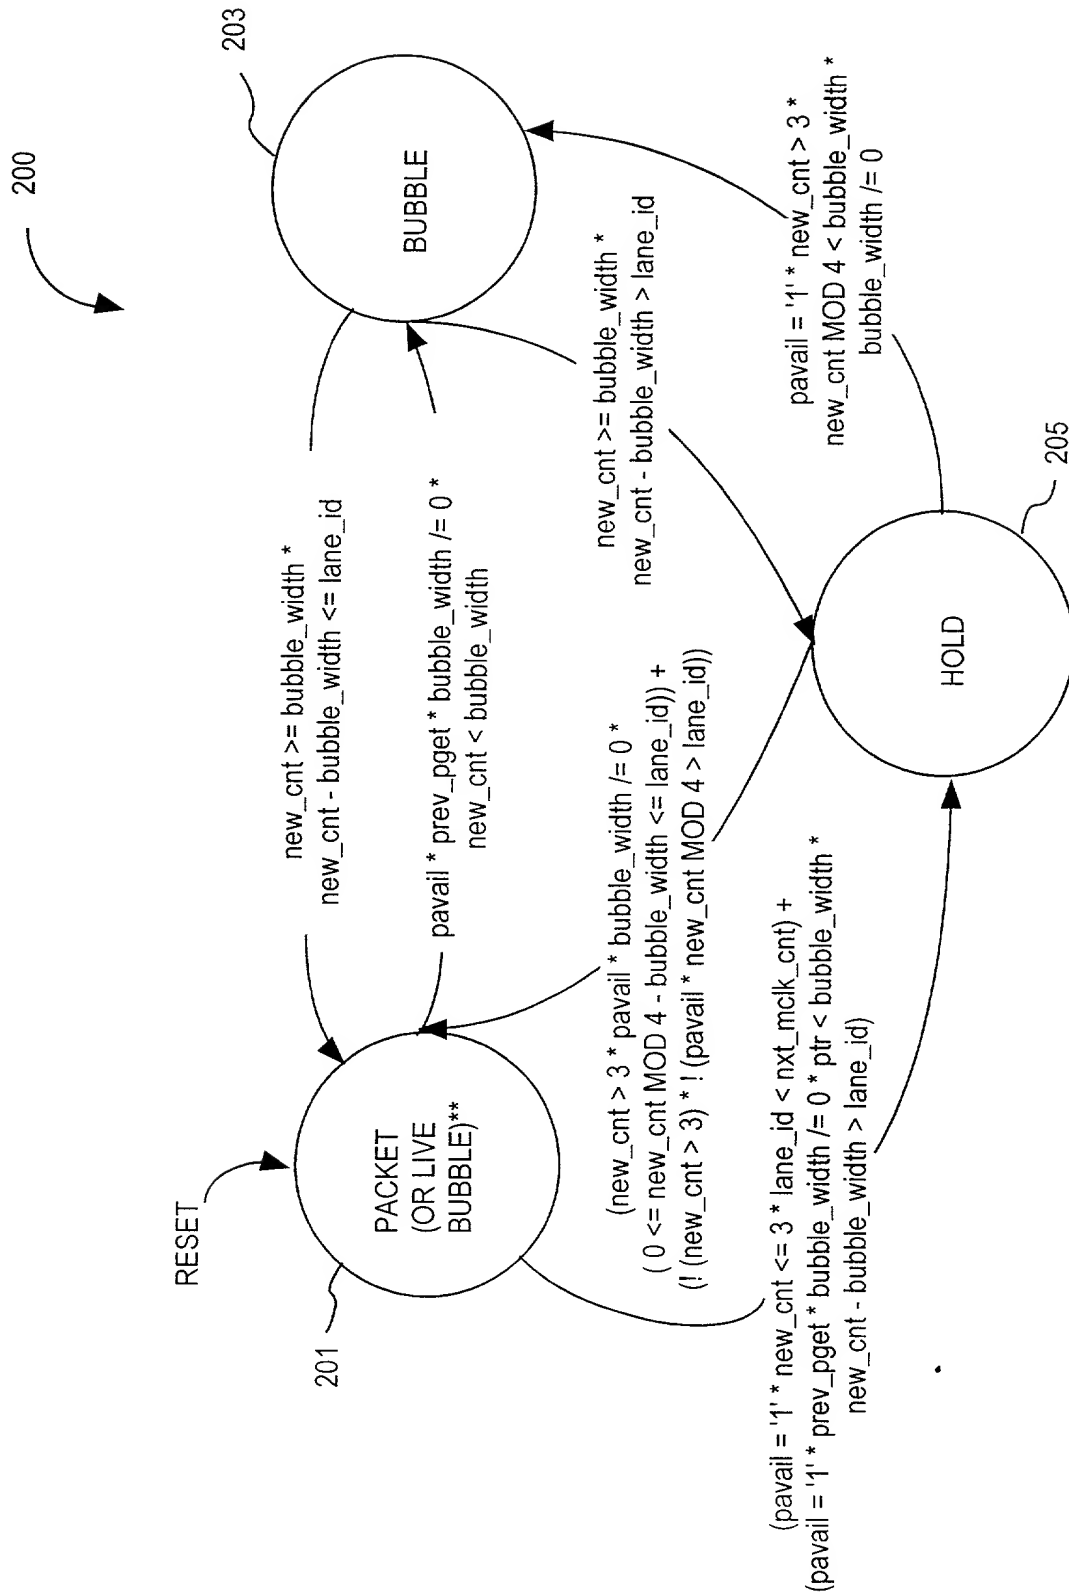 200
203
BUBBLE
new_cnt >= bubble_width *
new_cnt - bubble_width <= lane_id
pavail * prev_pget * bubble_width /= 0 *
new_cnt < bubble_width
new_cnt >= bubble_width *
new_cnt - bubble_width > lane_id
pavail = '1' * new_cnt > 3 *
new_cnt MOD 4 < bubble_width *
bubble_width /= 0
RESET
PACKET
(OR LIVE
BUBBLE)**
201
(new_cnt > 3 * pavail * bubble_width /= 0 *
( 0 <= new_cnt MOD 4 - bubble_width <= lane_id)) +
(! (new_cnt > 3) * ! (pavail * new_cnt MOD 4 > lane_id))
HOLD
205
(pavail = '1' * new_cnt <= 3 * lane_id < nxt_mclk_cnt) +
(pavail = '1' * prev_pget * bubble_width /= 0 * ptr < bubble_width *
new_cnt - bubble_width > lane_id)